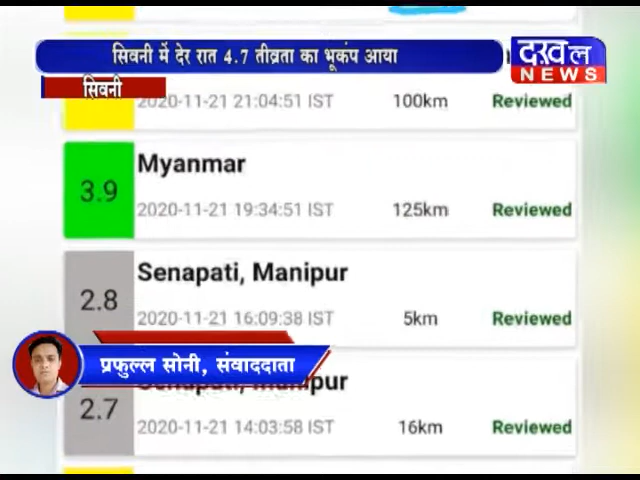 सिवनी में देर रात 4.7 तीव्रता का भूकंप आया
दखल
NEWS
सिवनी
2020-11-21 21:04:51 IST 100km Reviewed
3.9 Myanmar
2020-11-21 19:34:51 IST 125km Reviewed
2.8 Senapati, Manipur
2020-11-21 16:09:38 IST 5km Reviewed
प्रफुल्ल सोनी, संवाददाता
2.7 Senapati, Manipur
2020-11-21 14:03:58 IST 16km Reviewed